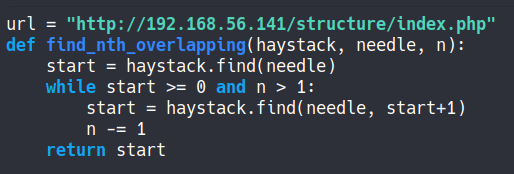 url = "http://192.168.56.141/structure/index.php"
def find_nth_overlapping(haystack, needle, n):
    start = haystack.find(needle)
    while start >= 0 and n > 1:
        start = haystack.find(needle, start+1)
        n -= 1
    return start